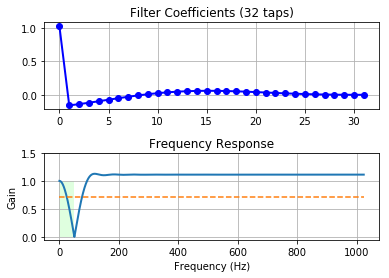 Filter Coefficients (32 taps)
1.0
0.5
0.0
0 5 10 15 20 25 30
Frequency Response
1.5
1.0
0.5
0.0
Gain
0 200 400 600 800 1000
Frequency (Hz)